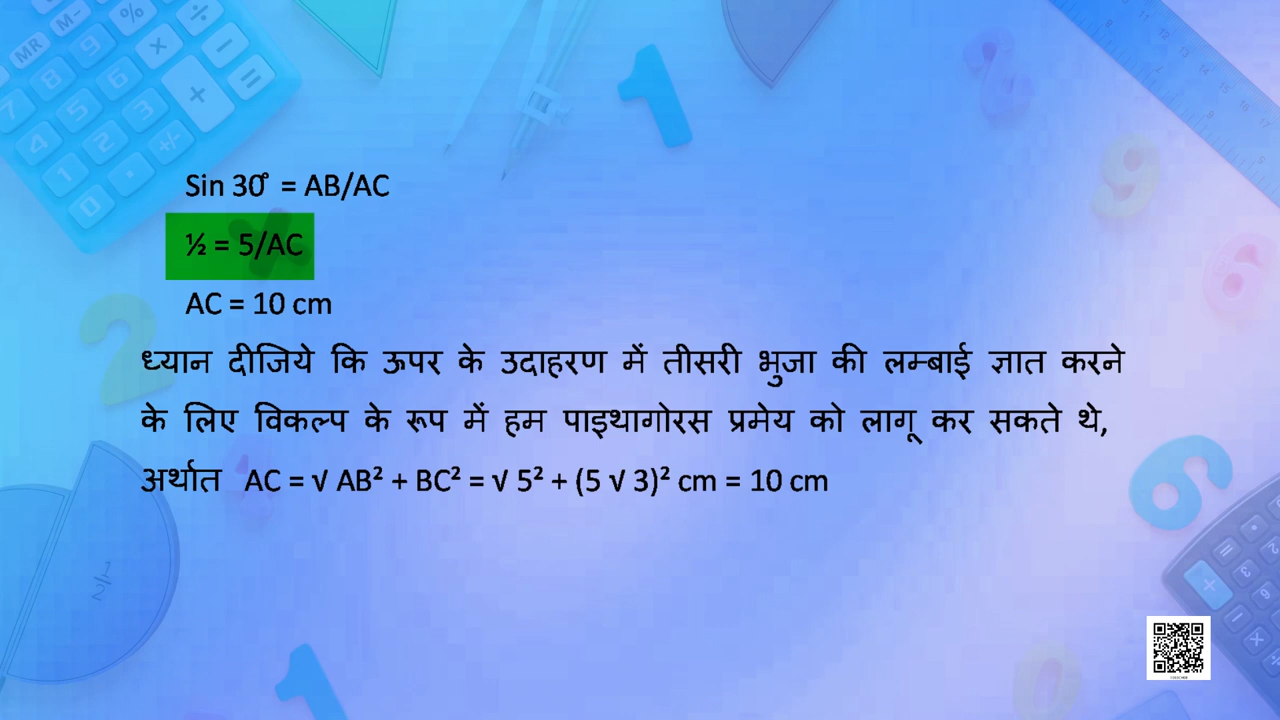 Sin 30° = AB/AC
½ = 5/AC
AC = 10 cm
ध्यान दीजिये कि ऊपर के उदाहरण में तीसरी भुजा की लम्बाई ज्ञात करने
के लिए विकल्प के रूप में हम पाइथागोरस प्रमेय को लागू कर सकते थे,
अर्थात AC = √ AB² + BC² = √ 5² + (5 √ 3)² cm = 10 cm